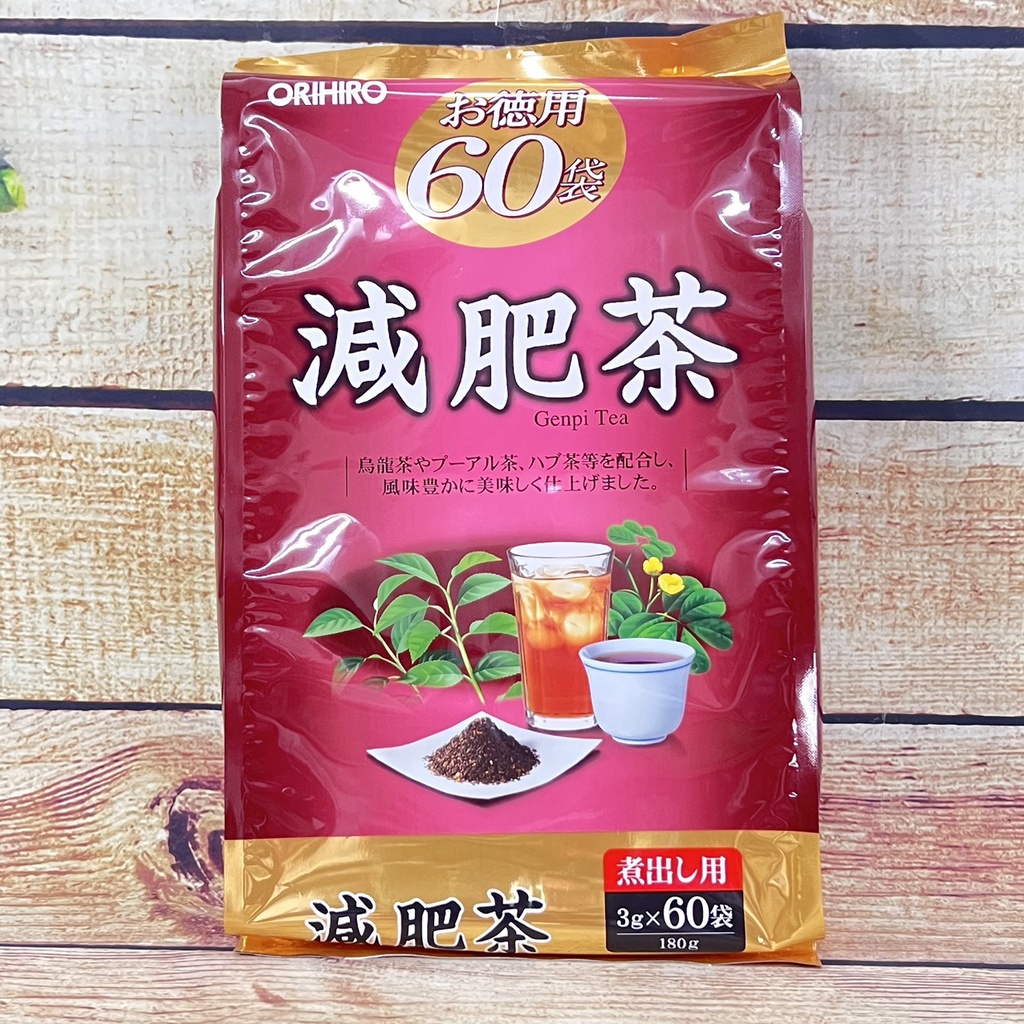 ORIHIRO
お徳用
60袋
減肥茶
Genpi Tea
烏龍茶やプーアル茶、ハブ茶等を配合し、
風味豊かに美味しく仕上げました。
煮出し用
3g×60袋
180g
減肥茶